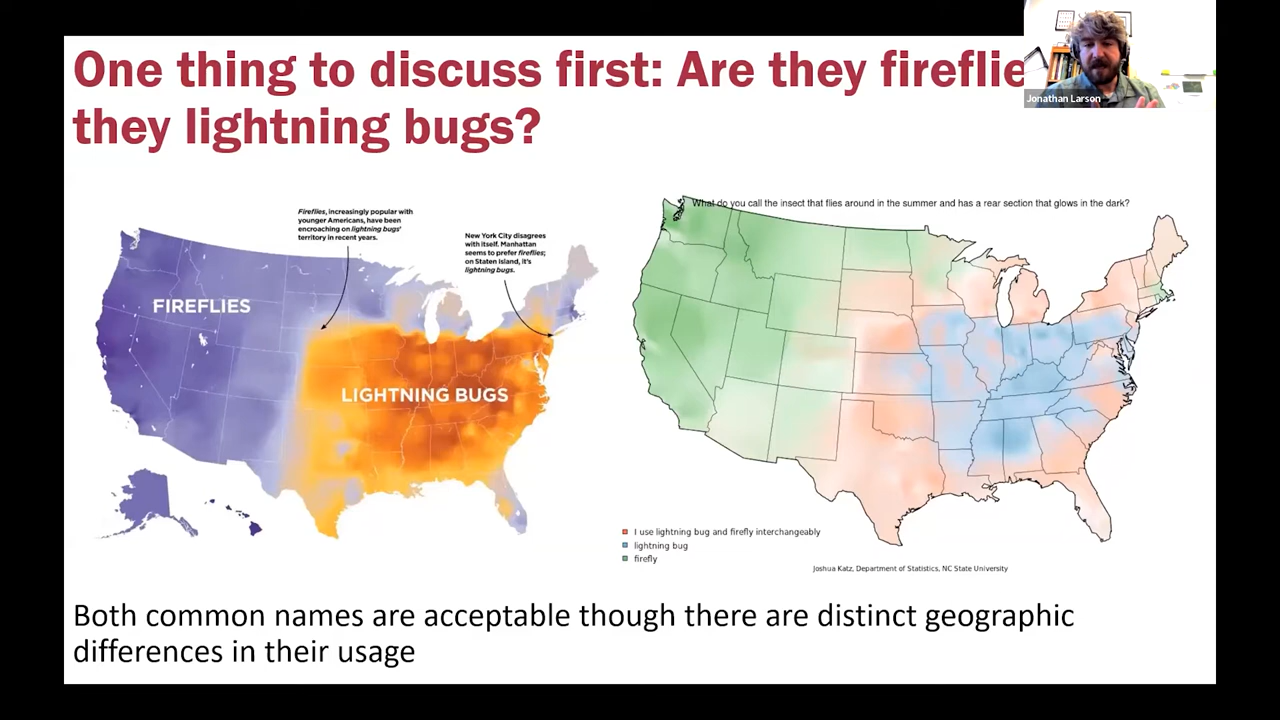 One thing to discuss first: Are they fireflie
they lightning bugs?
Jonathan Larson
Fireflies, increasingly popular with
younger Americans, have been
encroaching on lightning bugs'
territory in recent years.
New York City disagrees
with itself. Manhattan
seems to prefer fireflies;
on Staten Island, it's
lightning bugs.
FIREFLIES
LIGHTNING BUGS
What do you call the insect that flies around in the summer and has a rear section that glows in the dark?
I use lightning bug and firefly interchangeably
lightning bug
firefly
Joshua Katz, Department of Statistics, NC State University
Both common names are acceptable though there are distinct geographic
differences in their usage